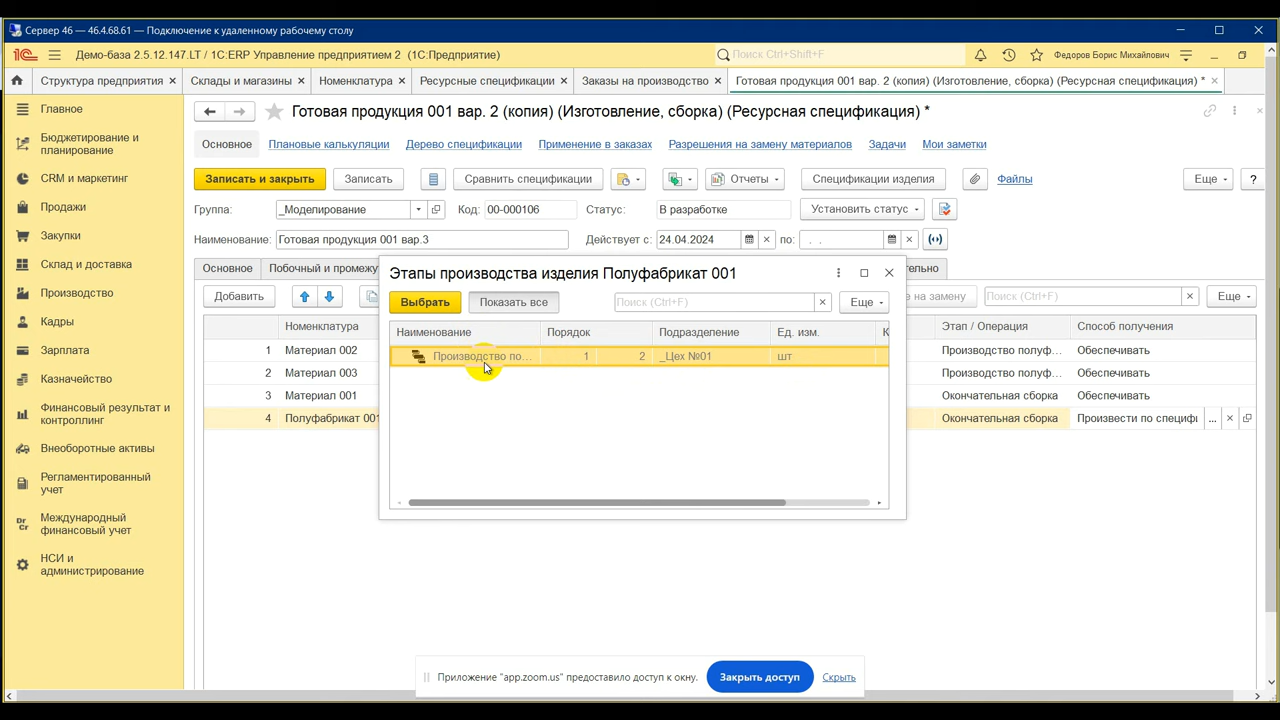 Сервер 46 — 46.4.68.61 — Подключение к удаленному рабочему столу
Демо-база 2.5.12.147.LT / 1С:ERP Управление предприятием 2 (1С:Предприятие)
Поиск Ctrl+Shift+F
Федоров Борис Михайлович
Структура предприятия
Склады и магазины
Номенклатура
Ресурсные спецификации
Заказы на производство
Готовая продукция 001 вар. 2 (копия) (Изготовление, сборка) (Ресурсная спецификация) *
Главное
Бюджетирование и
планирование
CRM и маркетинг
Продажи
Закупки
Склад и доставка
Производство
Кадры
Зарплата
Казначейство
Финансовый результат и
контроллинг
Внеоборотные активы
Регламентированный
учет
Международный
финансовый учет
НСИ и
администрирование
Готовая продукция 001 вар. 2 (копия) (Изготовление, сборка) (Ресурсная спецификация) *
Основное Плановые калькуляции Дерево спецификации Применение в заказах Разрешения на замену материалов Задачи Мои заметки
Записать и закрыть Записать Сравнить спецификации Отчеты Спецификации изделия Файлы Еще ?
Группа: _Моделирование Код: 00-000106 Статус: В разработке Установить статус
Наименование: Готовая продукция 001 вар.3 Действует с: 24.04.2024 по: . .
Основное Побочный и промежу тельно
Добавить е на замену Поиск (Ctrl+F) Еще
Номенклатура Этап / Операция Способ получения
1 Материал 002 Производство полуф... Обеспечивать
2 Материал 003 Производство полуф... Обеспечивать
3 Материал 001 Окончательная сборка Обеспечивать
4 Полуфабрикат 001 Окончательная сборка Произвести по специфи ...
Этапы производства изделия Полуфабрикат 001
Выбрать Показать все Поиск (Ctrl+F) Еще
Наименование Порядок Подразделение Ед. изм. К
Производство по... 1 2 _Цех №01 шт
Приложение "app.zoom.us" предоставило доступ к окну. Закрыть доступ Скрыть